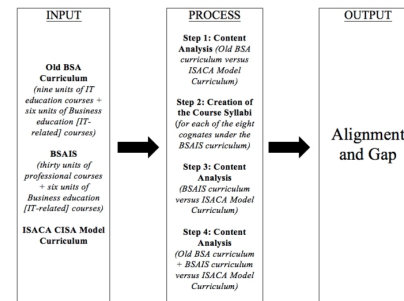 INPUT
Old BSA
Curriculum
(nine units of IT
education courses +
six units of Business
education [IT-
related] courses)
BSAIS
(thirty units of
professional courses
+ six units of
Business education
[IT-related] courses)
ISACA CISA Model
Curriculum
PROCESS
Step 1: Content
Analysis (Old BSA
curriculum versus
ISACA Model
Curriculum)
Step 2: Creation of
the Course Syllabi
(for each of the eight
cognates under the
BSAIS curriculum)
Step 3: Content
Analysis
(BSAIS curriculum
versus ISACA Model
Curriculum)
Step 4: Content
Analysis
(Old BSA curriculum
+ BSAIS curriculum
versus ISACA Model
Curriculum)
OUTPUT
Alignment
and Gap